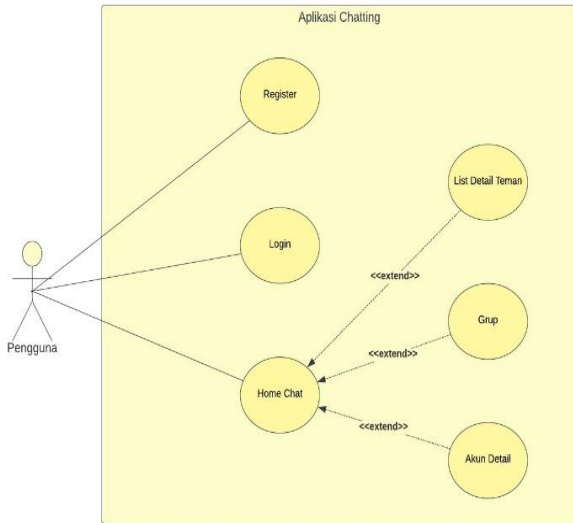 Aplikasi Chatting
Register
List Detail Teman
Login
<<extend>>
Grup
Pengguna
<<extend>>
Home Chat
<<extend>>
Akun Detail